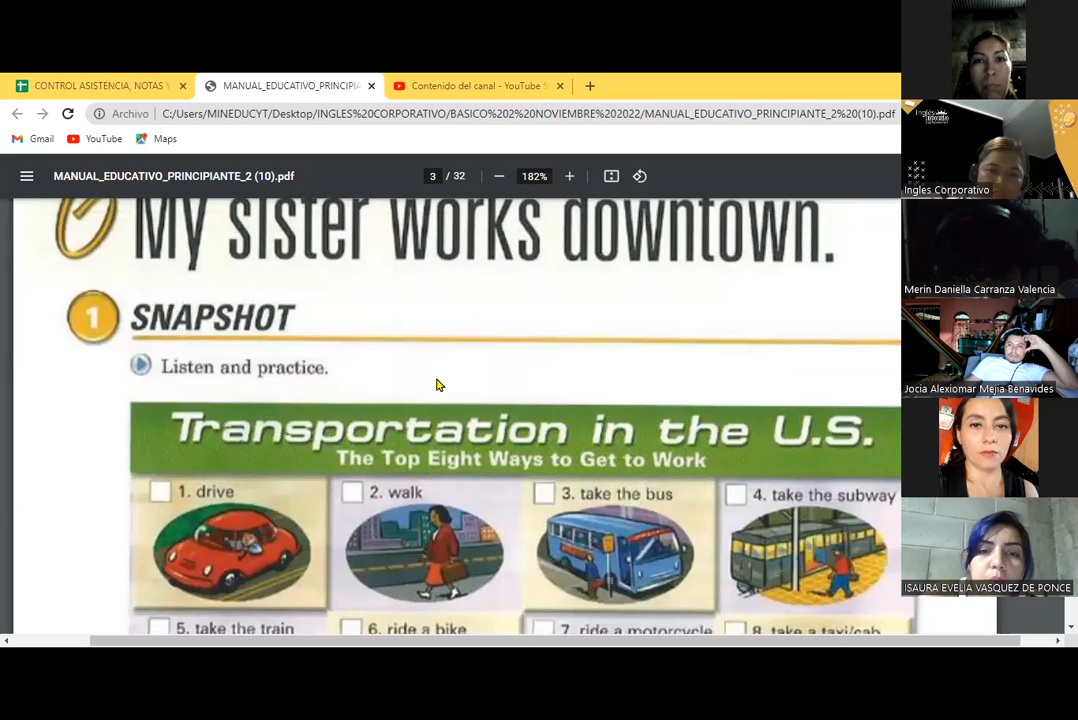 CONTROL ASISTENCIA, NOTAS Y
MANUAL_EDUCATIVO_PRINCIPIA
Contenido del canal - YouTube S
Archivo
C:/Users/MINEDUCYT/Desktop/INGLES%20CORPORATIVO/BASICO%202%20NOVIEMBRE%202022/MANUAL_EDUCATIVO_PRINCIPIANTE_2%20(10).pdf
Gmail
YouTube
Maps
MANUAL_EDUCATIVO_PRINCIPIANTE_2 (10).pdf
3 / 32
182%
My sister works downtown.
1 SNAPSHOT
Listen and practice.
Transportation in the U.S.
The Top Eight Ways to Get to Work
1. drive
2. walk
3. take the bus
4. take the subway
5. take the train
6. ride a bike
7. ride a motorcycle
8. take a taxi/cab
Inglés
Corporativo
Ingles Corporativo
Merin Daniella Carranza Valencia
Jocia Alexiomar Mejia Benavides
ISAURA EVELIA VASQUEZ DE PONCE